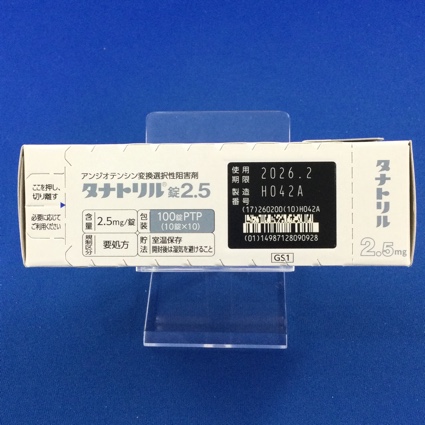 ここを押し、
切り離す
必要に応じて
ご利用ください
アンジオテンシン変換選択性阻害剤
タナトリル®錠2.5
含量
2.5mg/錠
包装
100錠PTP
(10錠×10)
規制区分
要処方
貯法
室温保存
開封後は湿気を避けること
使用
期限
2026.2
製造
番号
H042A
(17)260200(10)H042A
(01)14987128090928
GS1
タナトリル
2.5mg